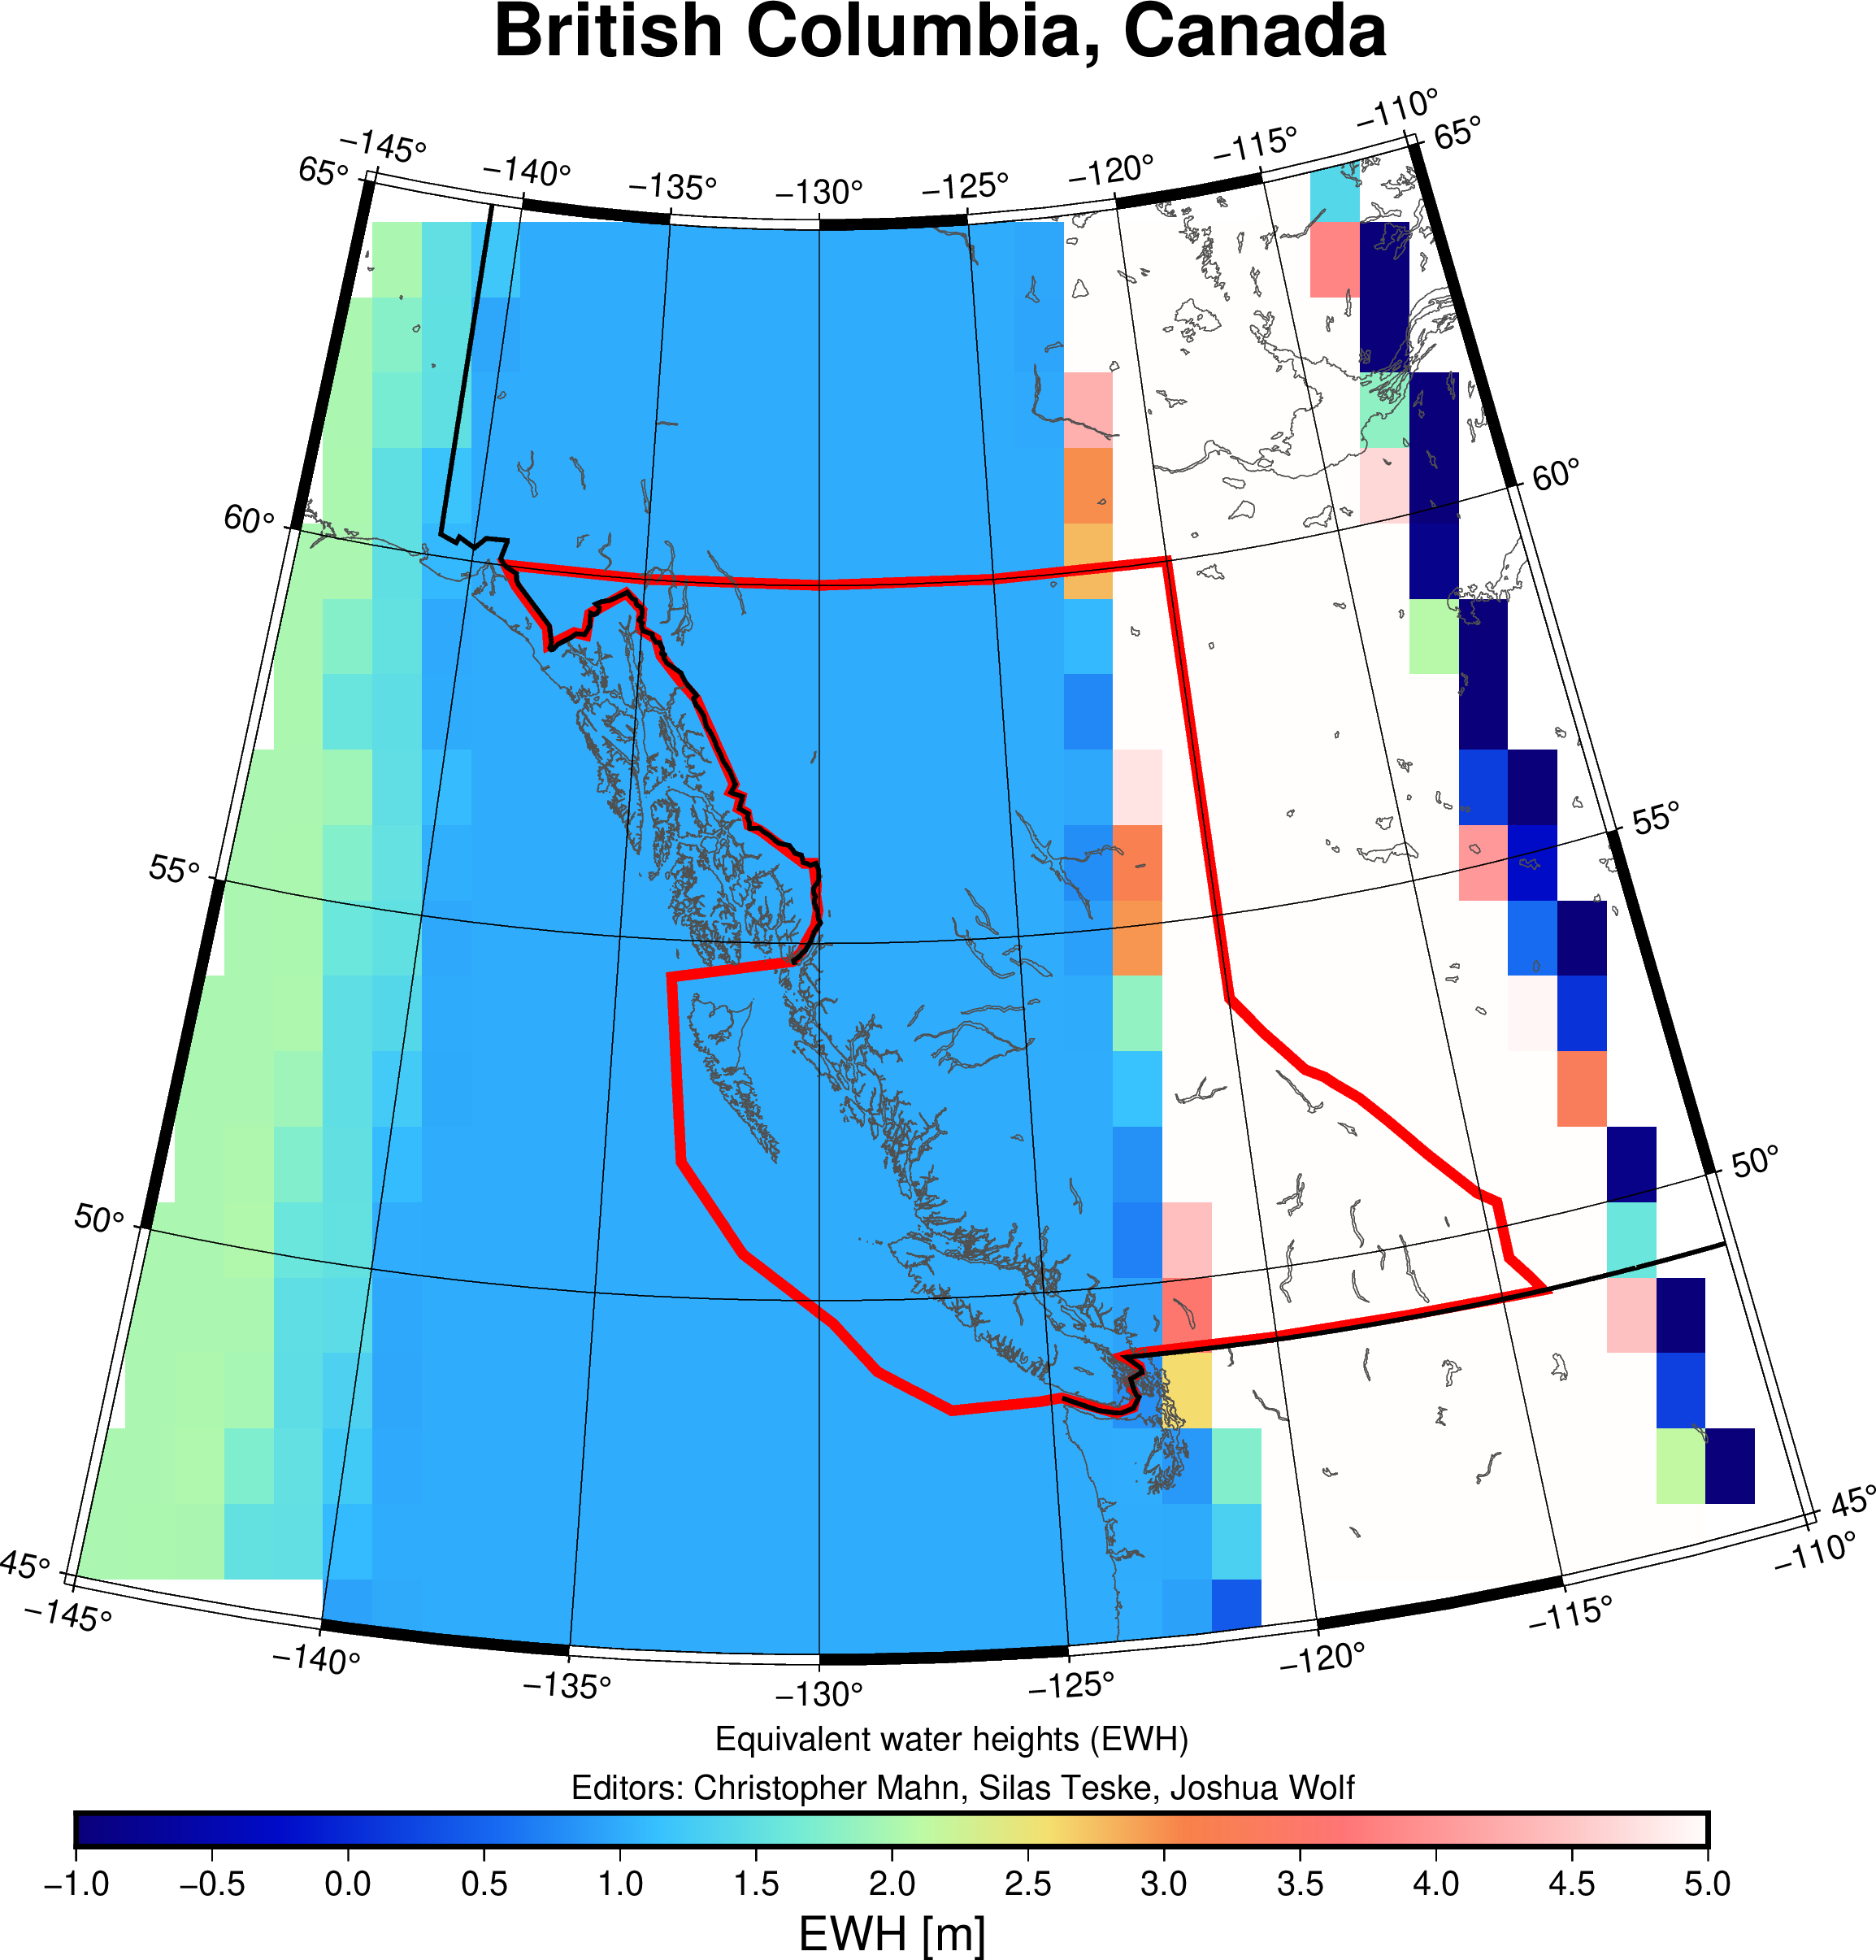 British Columbia, Canada
−145° −140° −135° −130° −125° −120° −115° −110°
65° 65°
60° 60°
55° 55°
50° 50°
45° 45°
−145° −140° −135° −130° −125° −120° −115° −110°
Equivalent water heights (EWH)
Editors: Christopher Mahn, Silas Teske, Joshua Wolf
−1.0 −0.5 0.0 0.5 1.0 1.5 2.0 2.5 3.0 3.5 4.0 4.5 5.0
EWH [m]